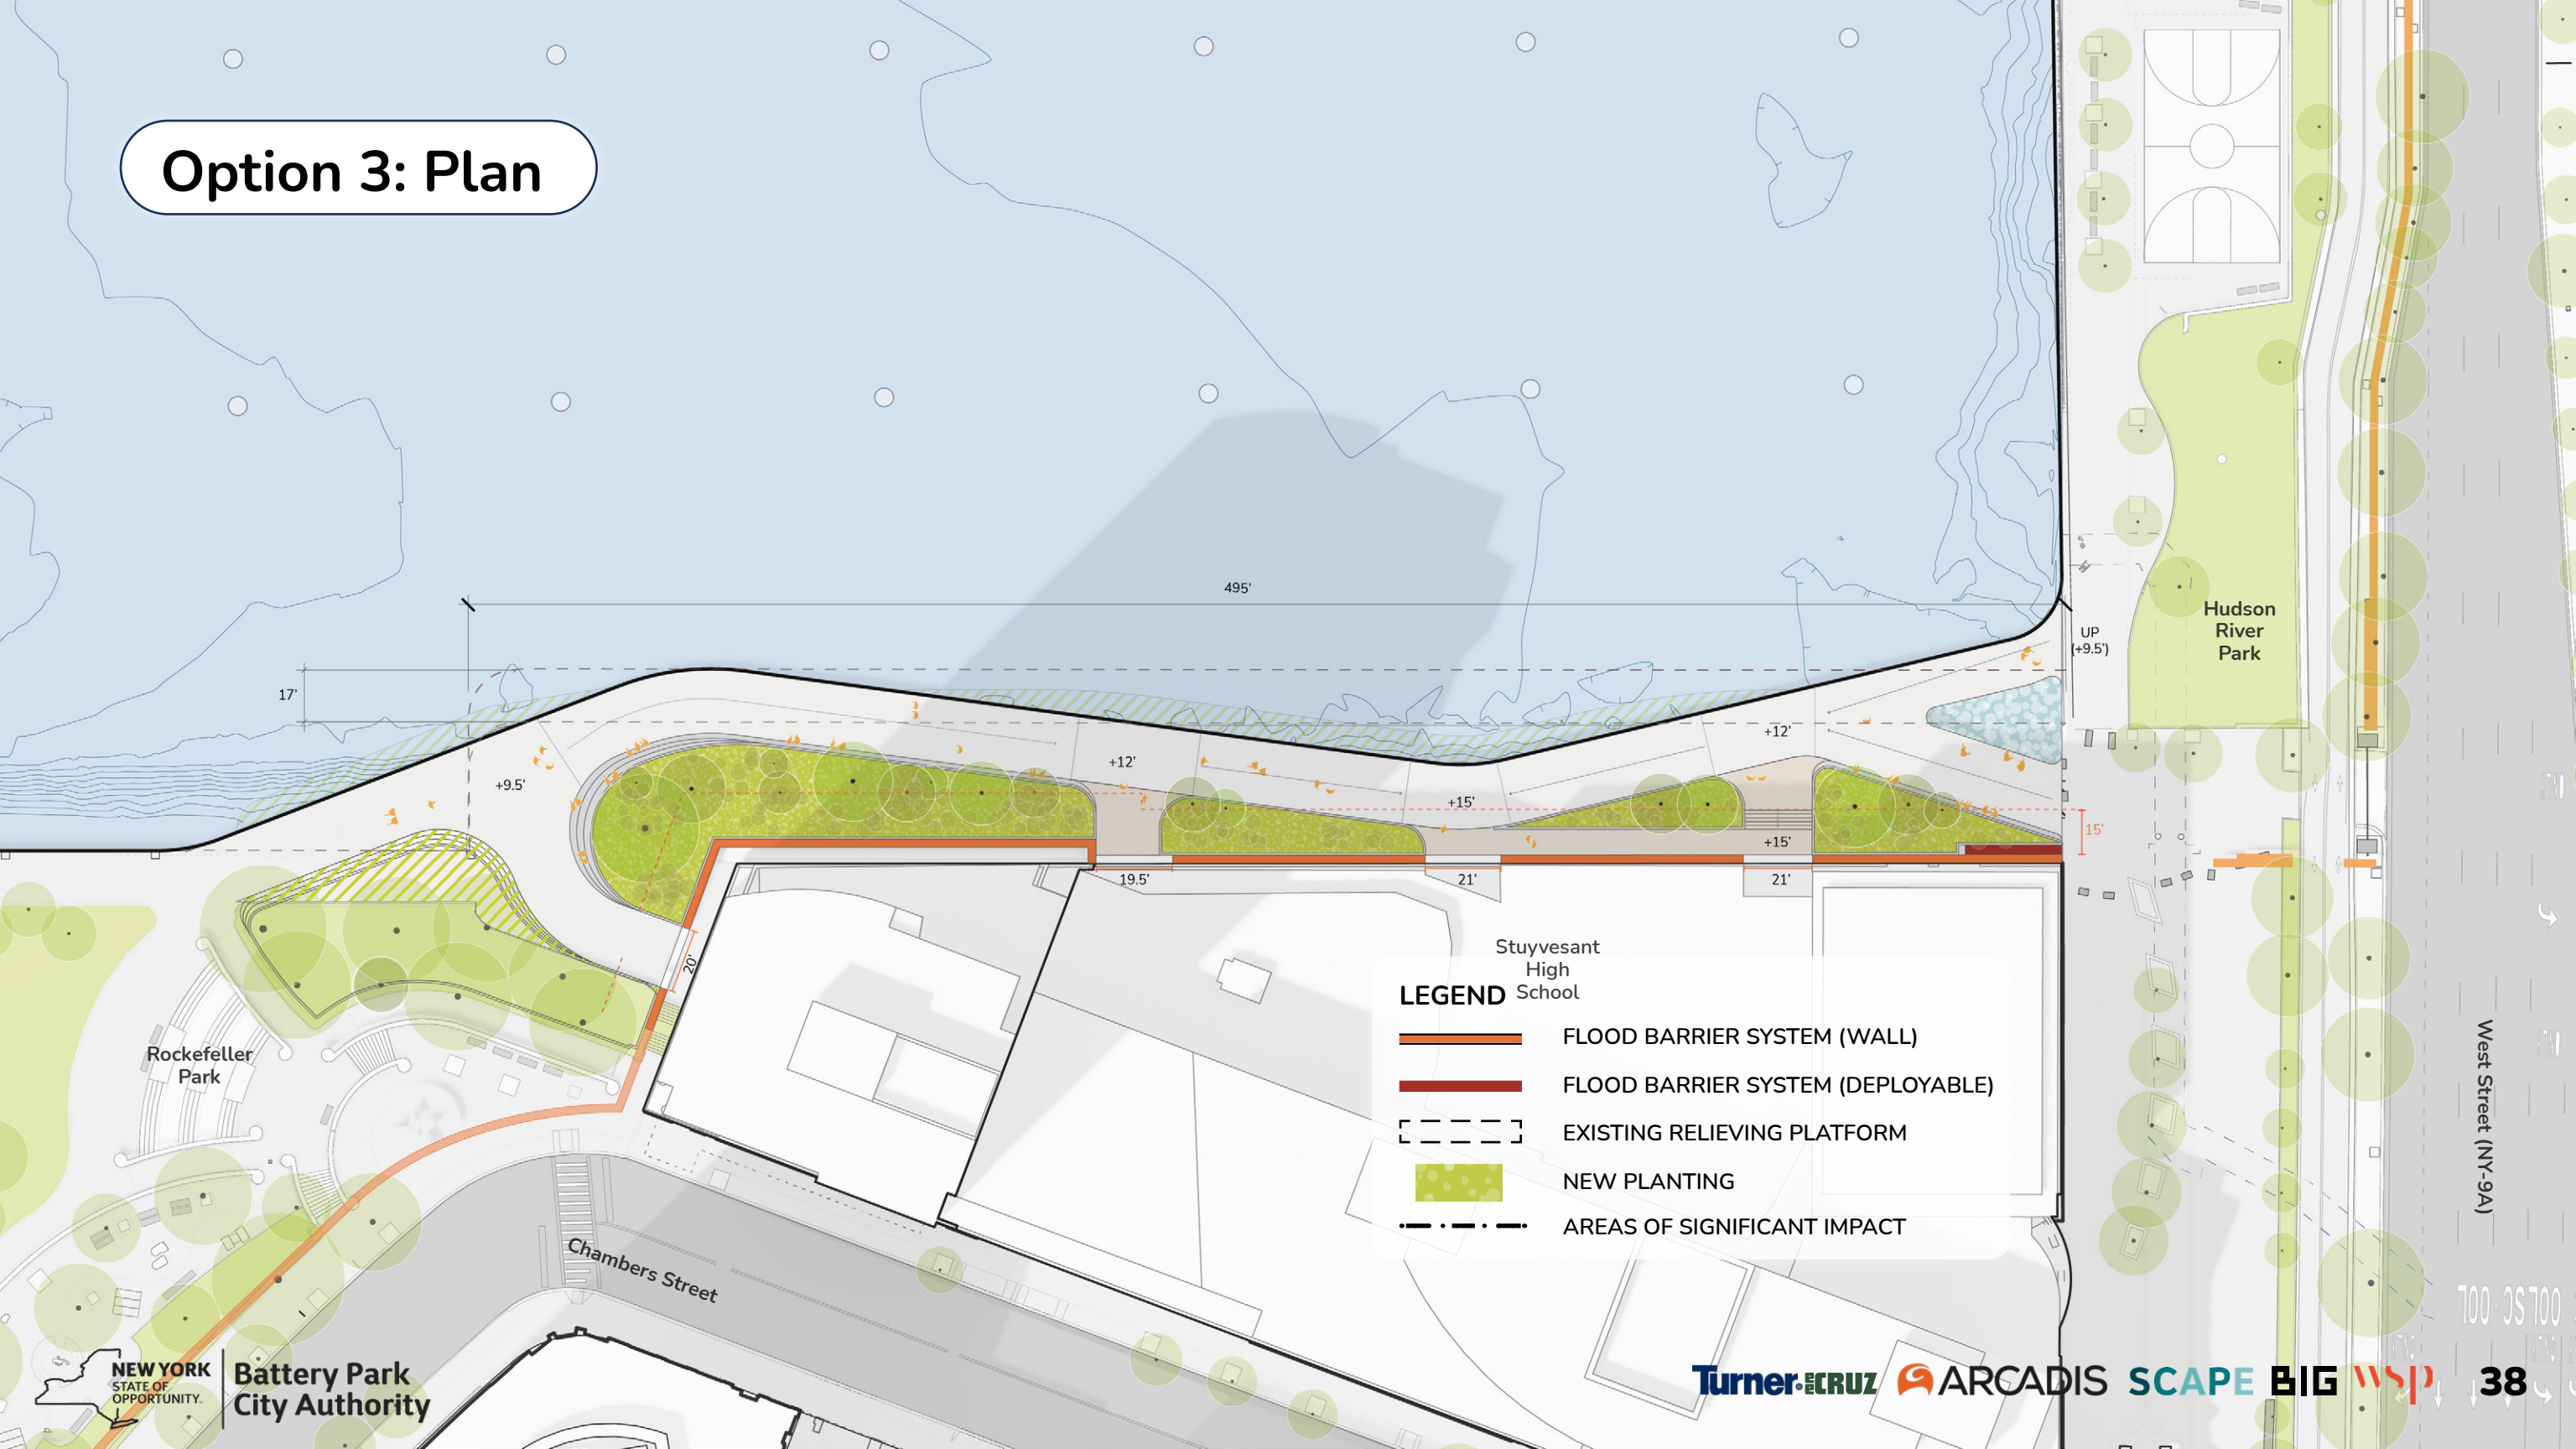 Option 3: Plan
495'
17'
UP
(+9.5')
Hudson
River
Park
+12'
+12'
+9.5'
+15'
+15'
15'
19.5'
21'
21'
20'
Stuyvesant
High
School
LEGEND
FLOOD BARRIER SYSTEM (WALL)
FLOOD BARRIER SYSTEM (DEPLOYABLE)
EXISTING RELIEVING PLATFORM
NEW PLANTING
AREAS OF SIGNIFICANT IMPACT
Rockefeller
Park
West Street (NY-9A)
Chambers Street
NEW YORK
STATE OF
OPPORTUNITY.
Battery Park
City Authority
Turner
CRUZ
ARCADIS
SCAPE
BIG
wsp
38